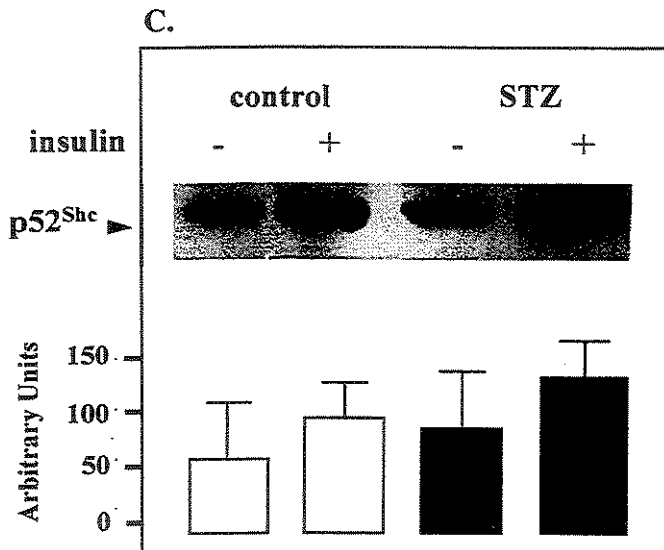 C.
control STZ
insulin - + - +
p52Shc
150
100
50
0
Arbitrary Units